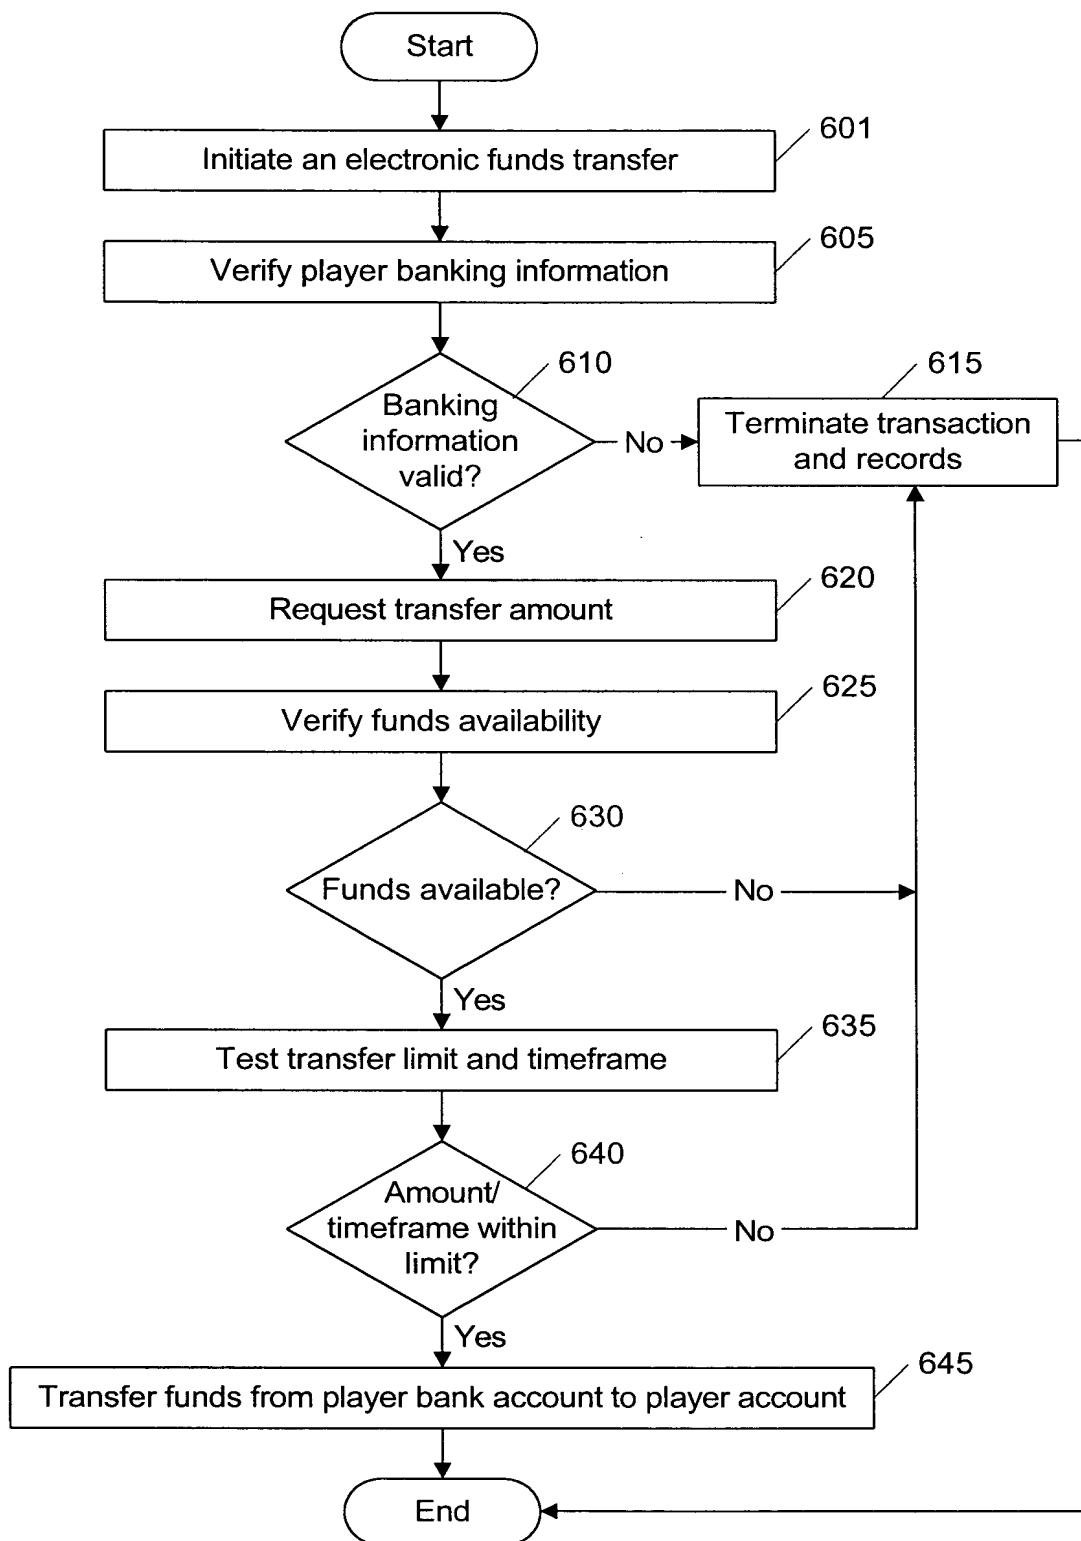 Start
601
Initiate an electronic funds transfer
605
Verify player banking information
610
615
Banking
information
valid?
No
Terminate transaction
and records
Yes
620
Request transfer amount
625
Verify funds availability
630
Funds available?
No
Yes
635
Test transfer limit and timeframe
640
Amount/
timeframe within
limit?
No
Yes
645
Transfer funds from player bank account to player account
End